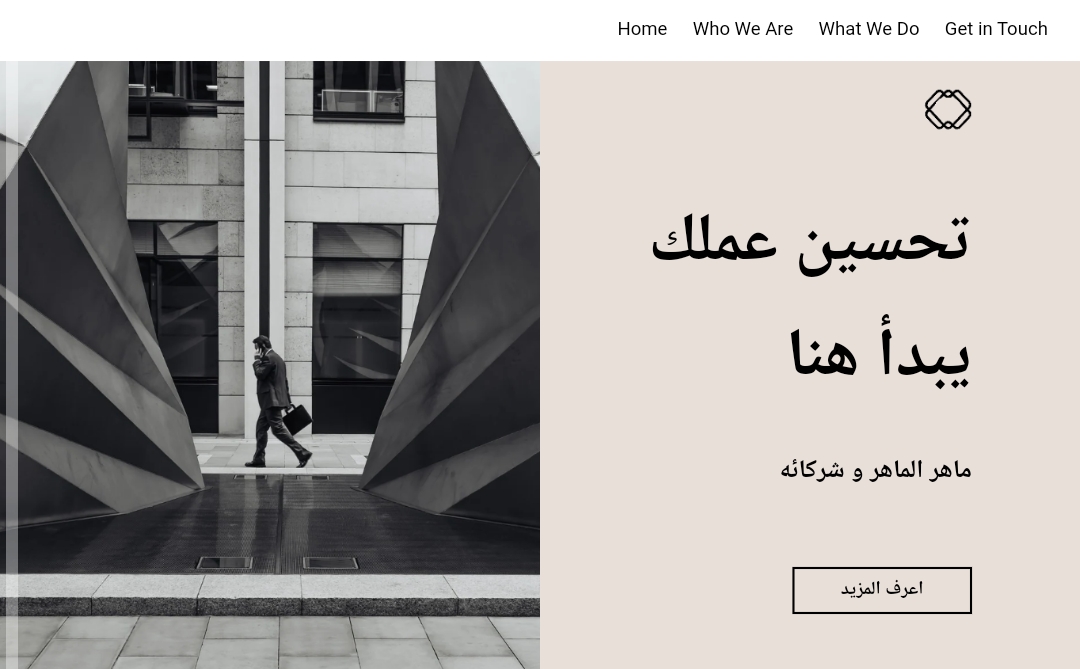 Home Who We Are What We Do Get in Touch
تحسين عملك
يبدأ هنا
ماهر الماهر و شركائه
اعرف المزيد